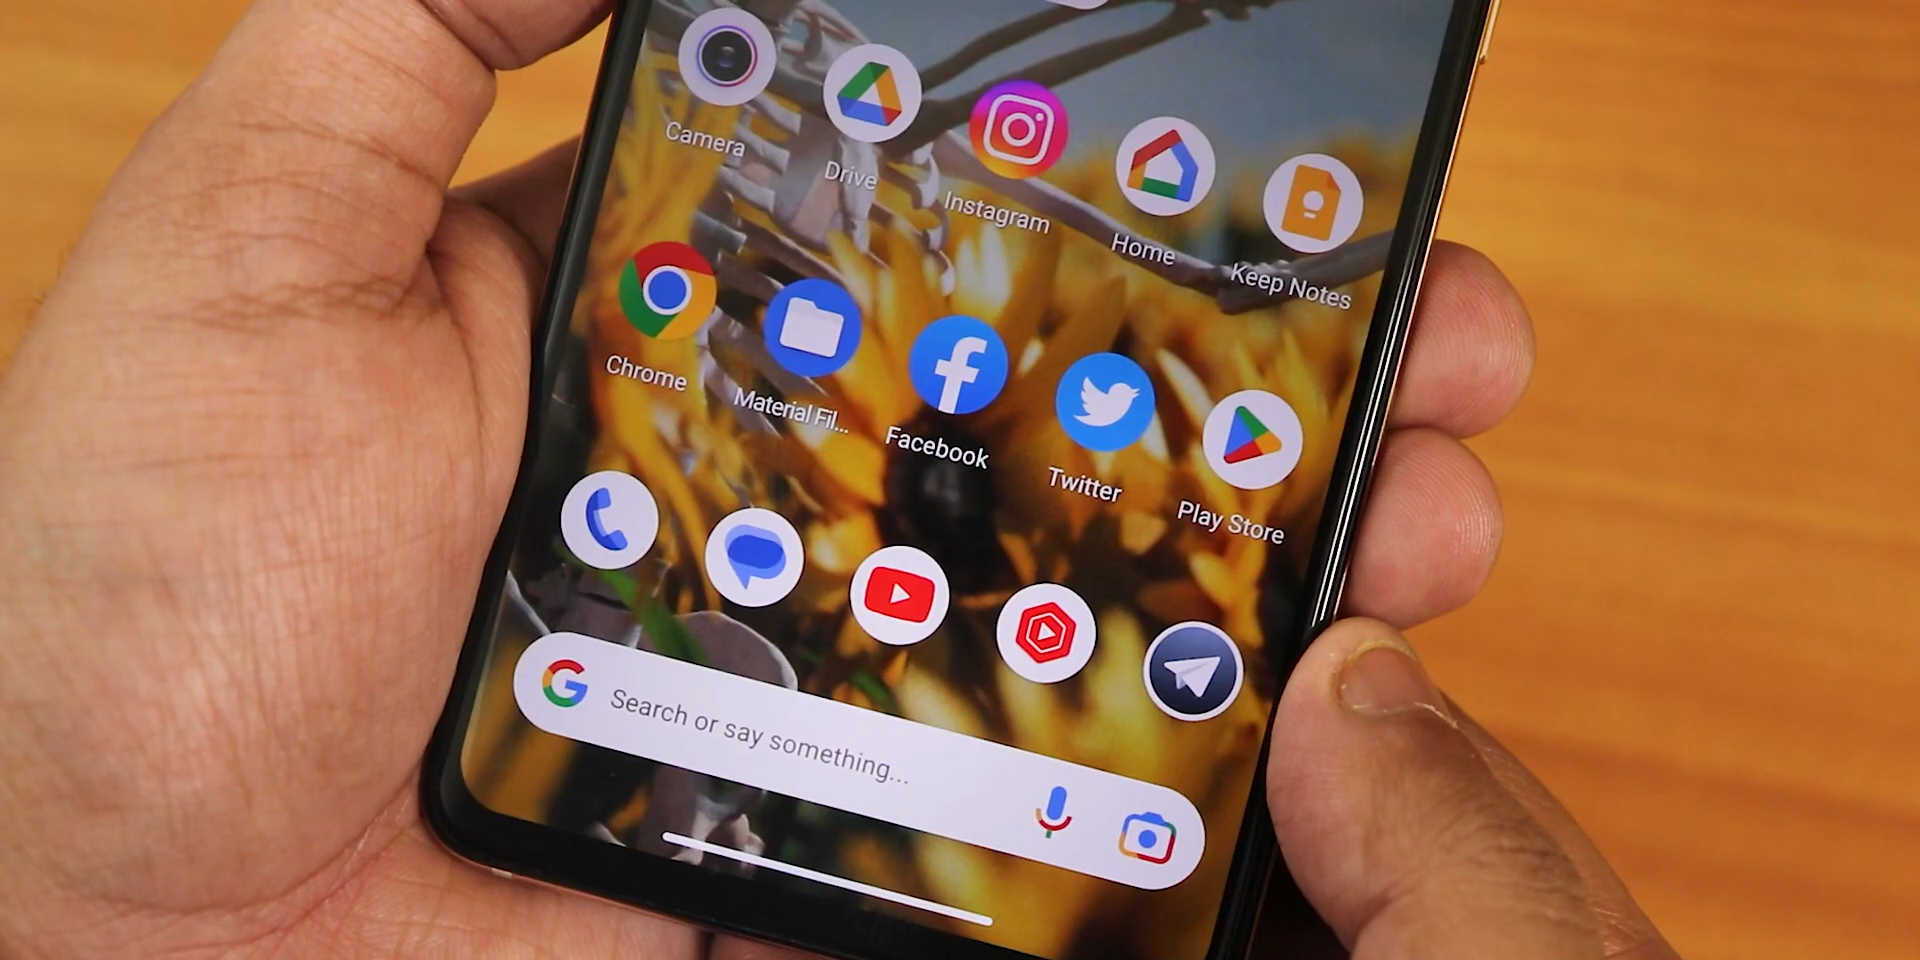 Camera
Drive
Instagram
Home
Keep Notes
Chrome
Material Fil...
Facebook
Twitter
Play Store
Search or say something...